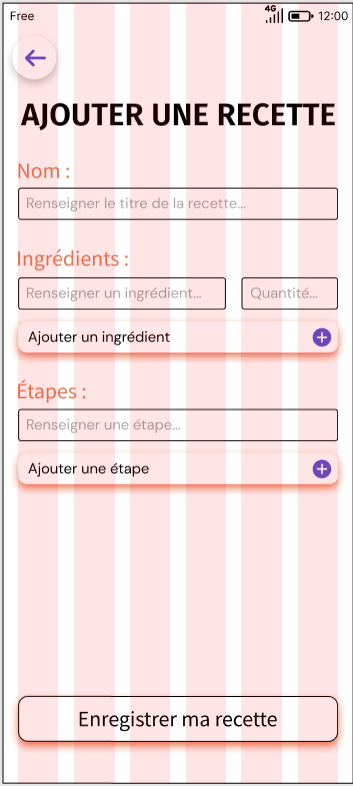 Free 4G 12:00
AJOUTER UNE RECETTE
Nom :
Renseigner le titre de la recette...
Ingrédients :
Renseigner un ingrédient... Quantité...
Ajouter un ingrédient
Étapes :
Renseigner une étape...
Ajouter une étape
Enregistrer ma recette